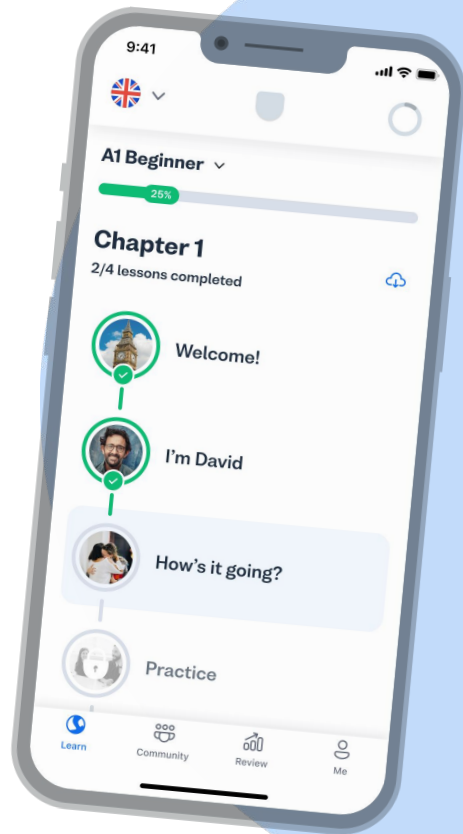 9:41
A1 Beginner
25%
Chapter 1
2/4 lessons completed
Welcome!
I'm David
How's it going?
Practice
Learn
Community
Review
Me